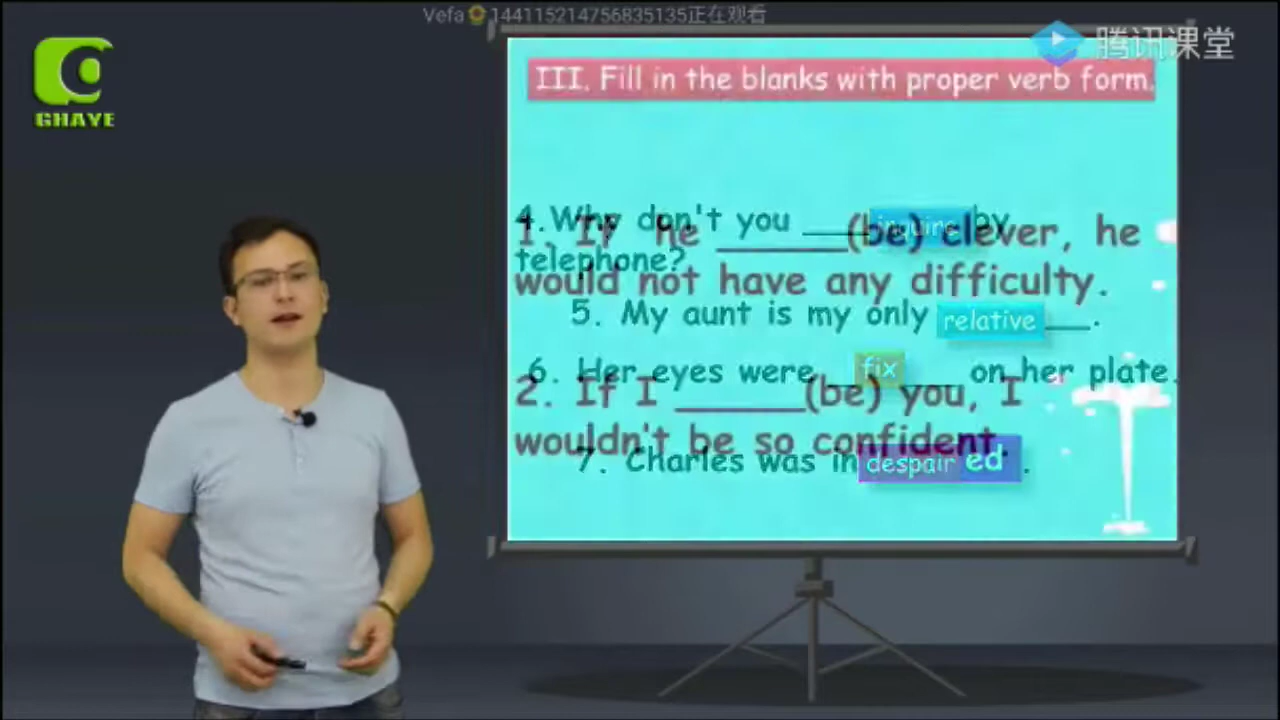 Vefa🌻144115214756835135正在观看
腾讯课堂
GHAYE
III. Fill in the blanks with proper verb form.
4.Why don't you ____ inquire by
telephone?
1. If he ______(be) clever, he
would not have any difficulty.
5. My aunt is my only relative__.
6. Her eyes were _fix___ on her plate.
2. If I ______(be) you, I
wouldn't be so confident.
7. Charles was in despair ed.